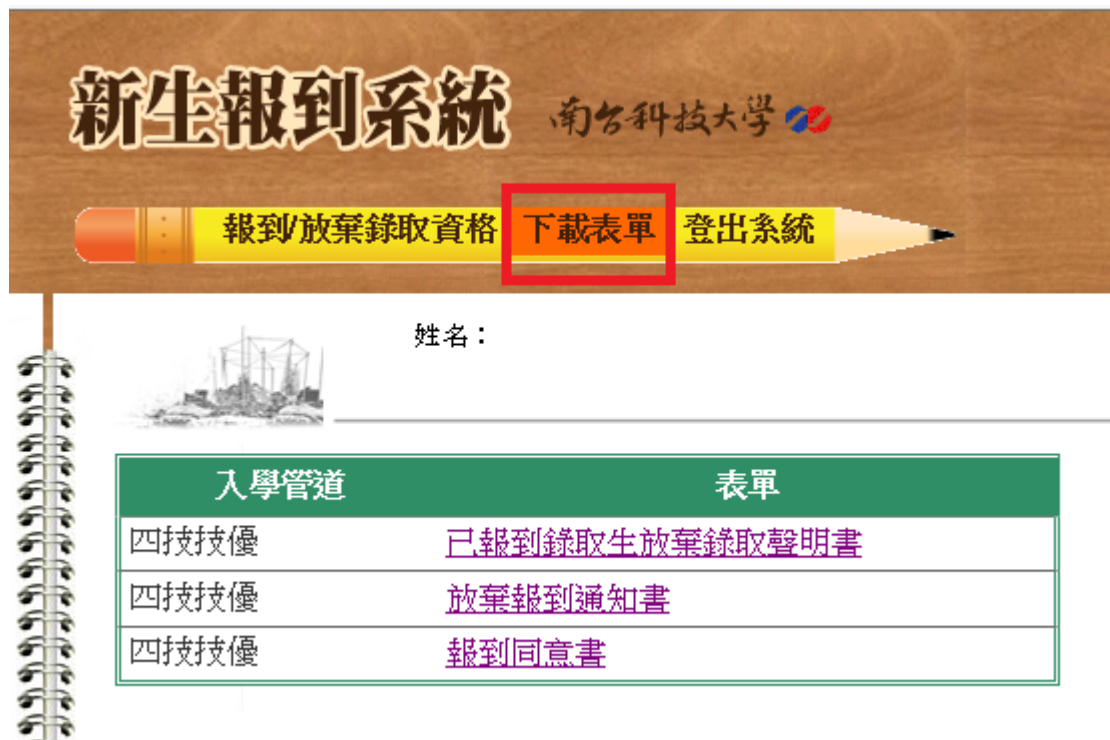 新生報到系統 南台科技大學
報到/放棄錄取資格 下載表單 登出系統
姓名：
入學管道 表單
四技技優 已報到錄取生放棄錄取聲明書
四技技優 放棄報到通知書
四技技優 報到同意書